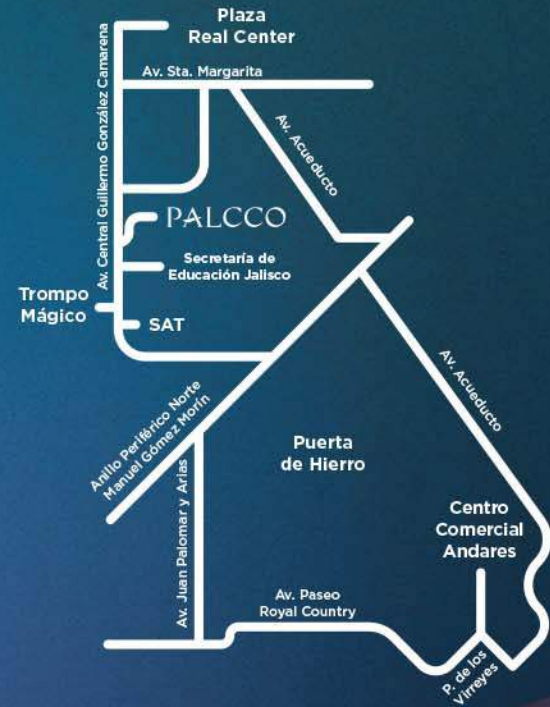 Plaza
Real Center
Av. Sta. Margarita
Av. Central Guillermo González Camarena
Av. Acueducto
PALCCO
Secretaría de
Educación Jalisco
Trompo
Mágico
SAT
Anillo Periférico Norte
Manuel Gómez Morín
Av. Acueducto
Puerta
de Hierro
Av. Juan Palomar y Arias
Centro
Comercial
Andares
Av. Paseo
Royal Country
P. de los
Virreyes